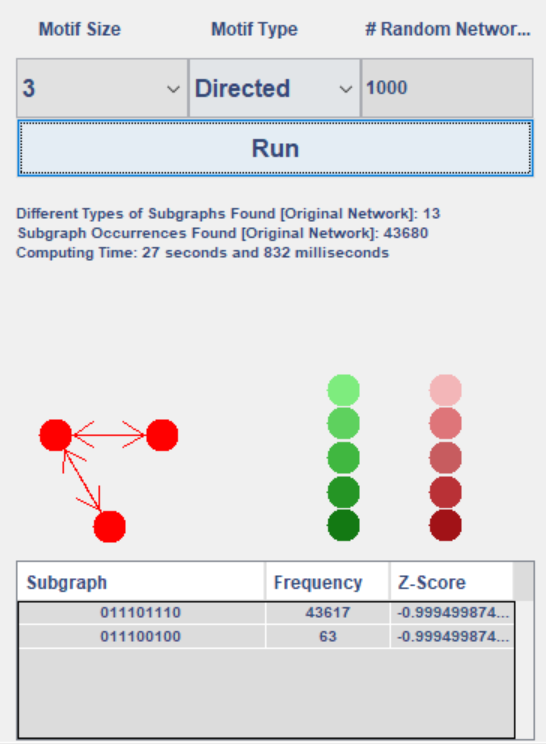 Motif Size Motif Type # Random Networ...
3 Directed 1000
Run
Different Types of Subgraphs Found [Original Network]: 13
Subgraph Occurrences Found [Original Network]: 43680
Computing Time: 27 seconds and 832 milliseconds
Subgraph Frequency Z-Score
011101110 43617 -0.999499874...
011100100 63 -0.999499874...